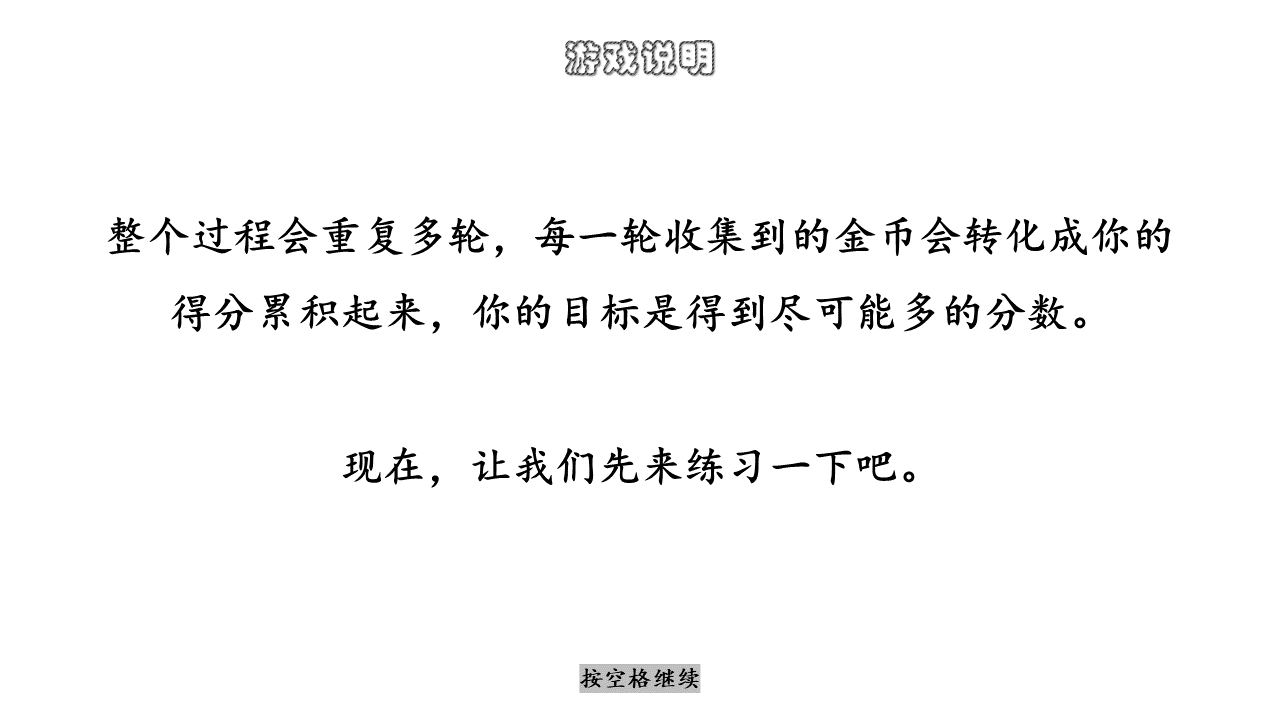 游戏说明
整个过程会重复多轮，每一轮收集到的金币会转化成你的
得分累积起来，你的目标是得到尽可能多的分数。
现在，让我们先来练习一下吧。
按空格继续